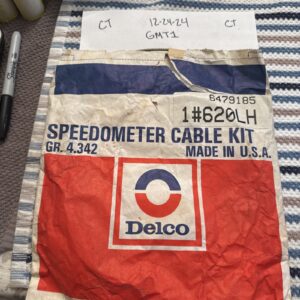 CT 12-24-24 CT
GMT1
6479185
1#620LH
SPEEDOMETER CABLE KIT
GR. 4.342 MADE IN U.S.A.
Delco